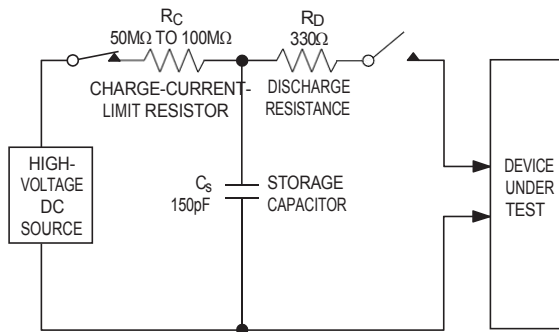 RC
50MΩ TO 100MΩ
CHARGE-CURRENT-
LIMIT RESISTOR
RD
330Ω
DISCHARGE
RESISTANCE
HIGH-
VOLTAGE
DC
SOURCE
Cs
150pF
STORAGE
CAPACITOR
DEVICE
UNDER
TEST